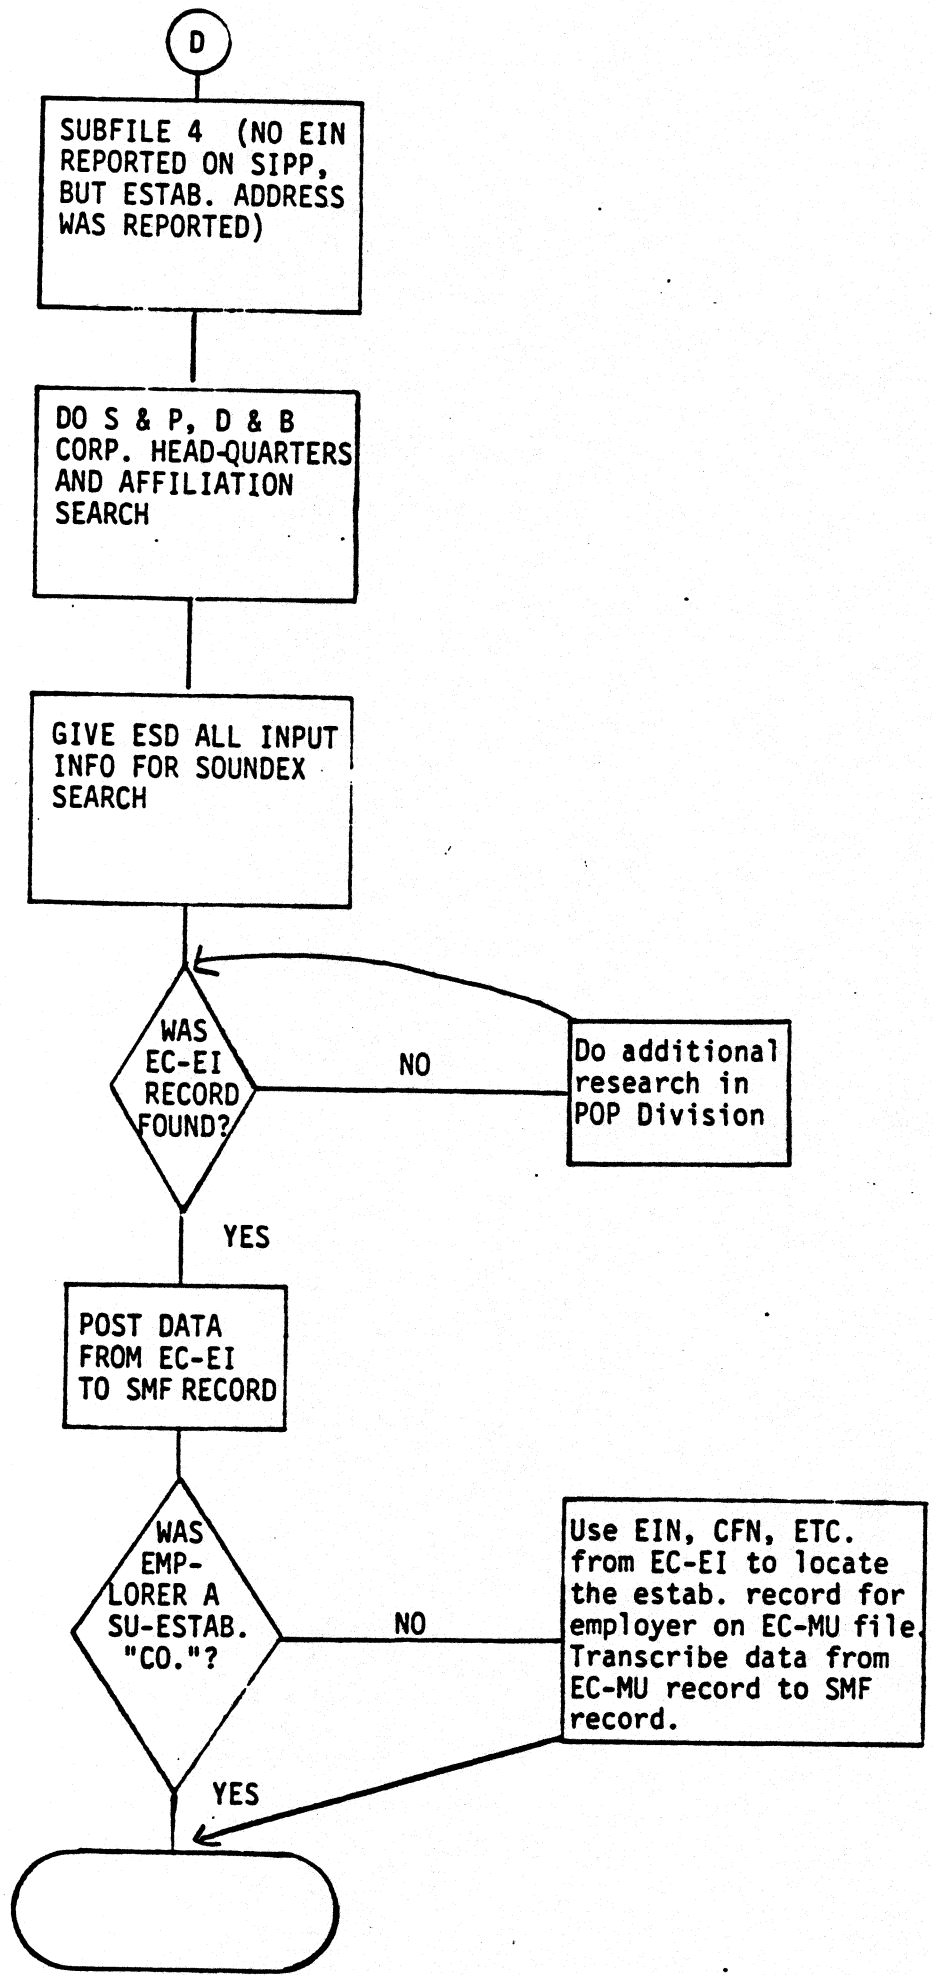 D
SUBFILE 4 (NO EIN
REPORTED ON SIPP,
BUT ESTAB. ADDRESS
WAS REPORTED)
DO S & P, D & B
CORP. HEAD-QUARTERS
AND AFFILIATION
SEARCH
GIVE ESD ALL INPUT
INFO FOR SOUNDEX
SEARCH
WAS
EC-EI
RECORD
FOUND?
NO
Do additional
research in
POP Division
YES
POST DATA
FROM EC-EI
TO SMF RECORD
WAS
EMP-
LORER A
SU-ESTAB.
"CO."?
NO
Use EIN, CFN, ETC.
from EC-EI to locate
the estab. record for
employer on EC-MU file.
Transcribe data from
EC-MU record to SMF
record.
YES